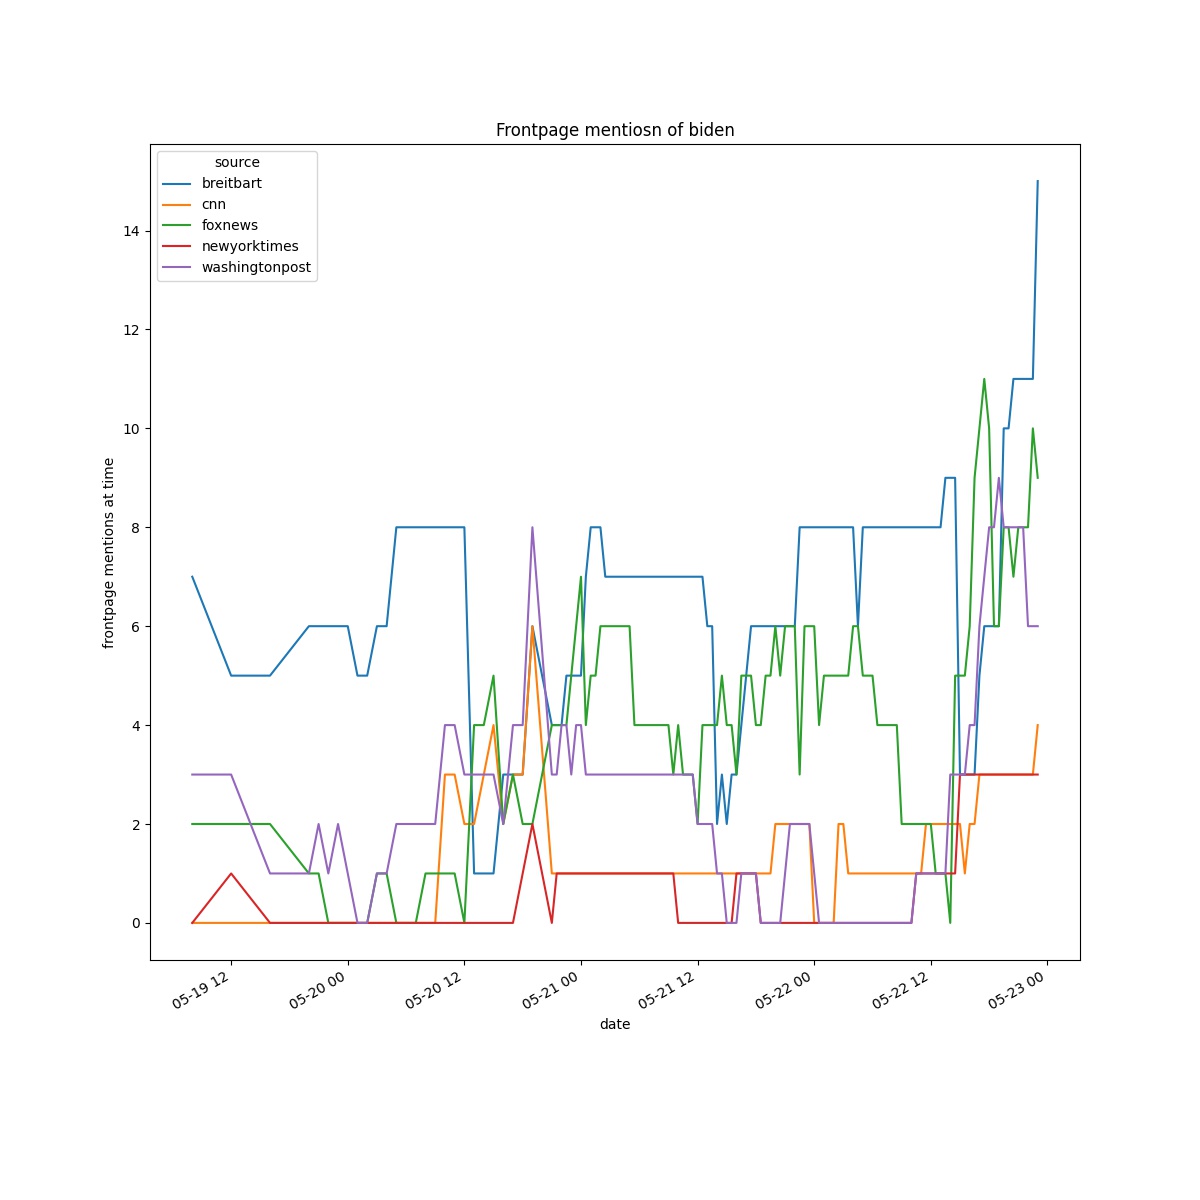 Frontpage mentiosn of biden
source
breitbart
cnn
foxnews
newyorktimes
washingtonpost
frontpage mentions at time
14
12
10
8
6
4
2
0
05-19 12
05-20 00
05-20 12
05-21 00
05-21 12
05-22 00
05-22 12
05-23 00
date